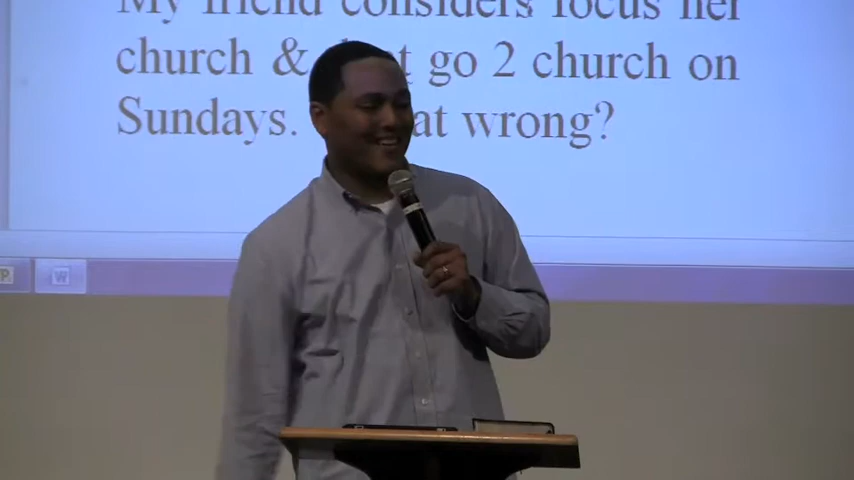 My friend considers focus her
church & go 2 church on
Sundays. wrong?
P W